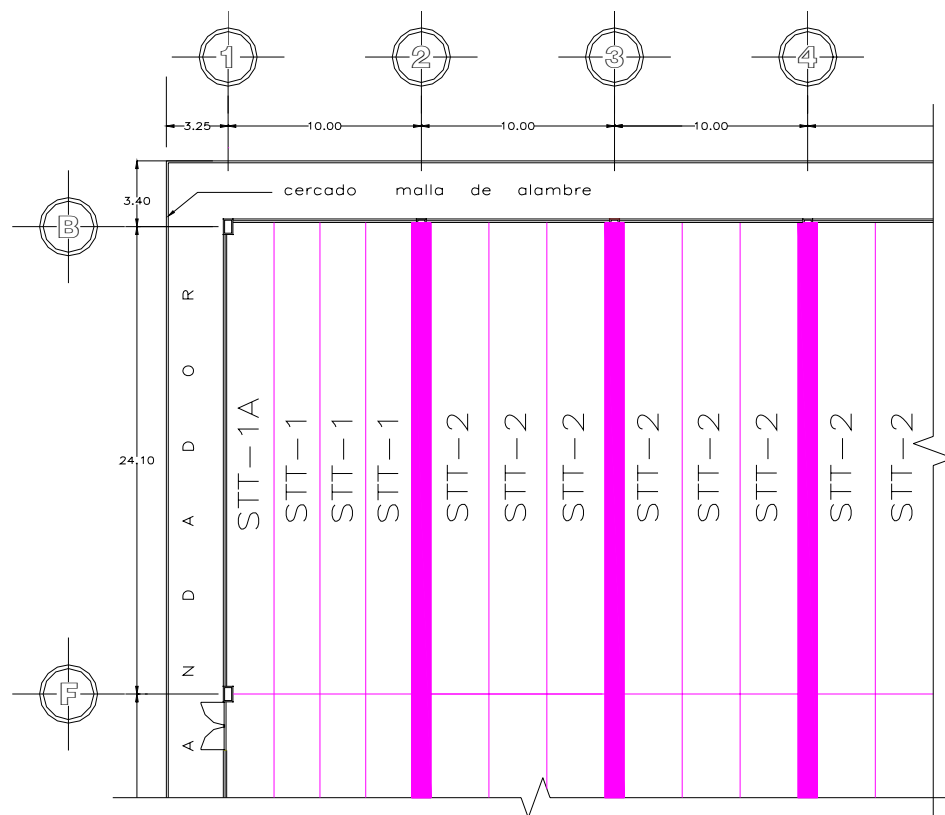 1 2 3 4
3.25 10.00 10.00 10.00
3.40
cercado malla de alambre
B
24.10
ANDADOR
STT-1A STT-1 STT-1 STT-1 STT-2 STT-2 STT-2 STT-2 STT-2 STT-2 STT-2 STT-2
F